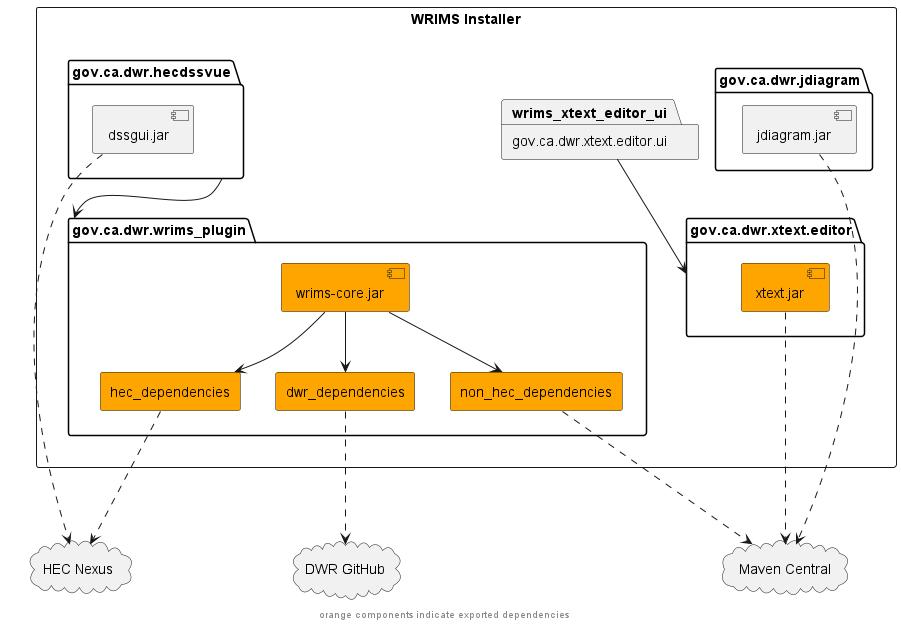 WRIMS Installer
gov.ca.dwr.hecdssvue
dssgui.jar
wrims_xtext_editor_ui
gov.ca.dwr.xtext.editor.ui
gov.ca.dwr.jdiagram
jdiagram.jar
gov.ca.dwr.wrims_plugin
wrims-core.jar
hec_dependencies
dwr_dependencies
non_hec_dependencies
gov.ca.dwr.xtext.editor
xtext.jar
HEC Nexus
DWR GitHub
Maven Central
orange components indicate exported dependencies